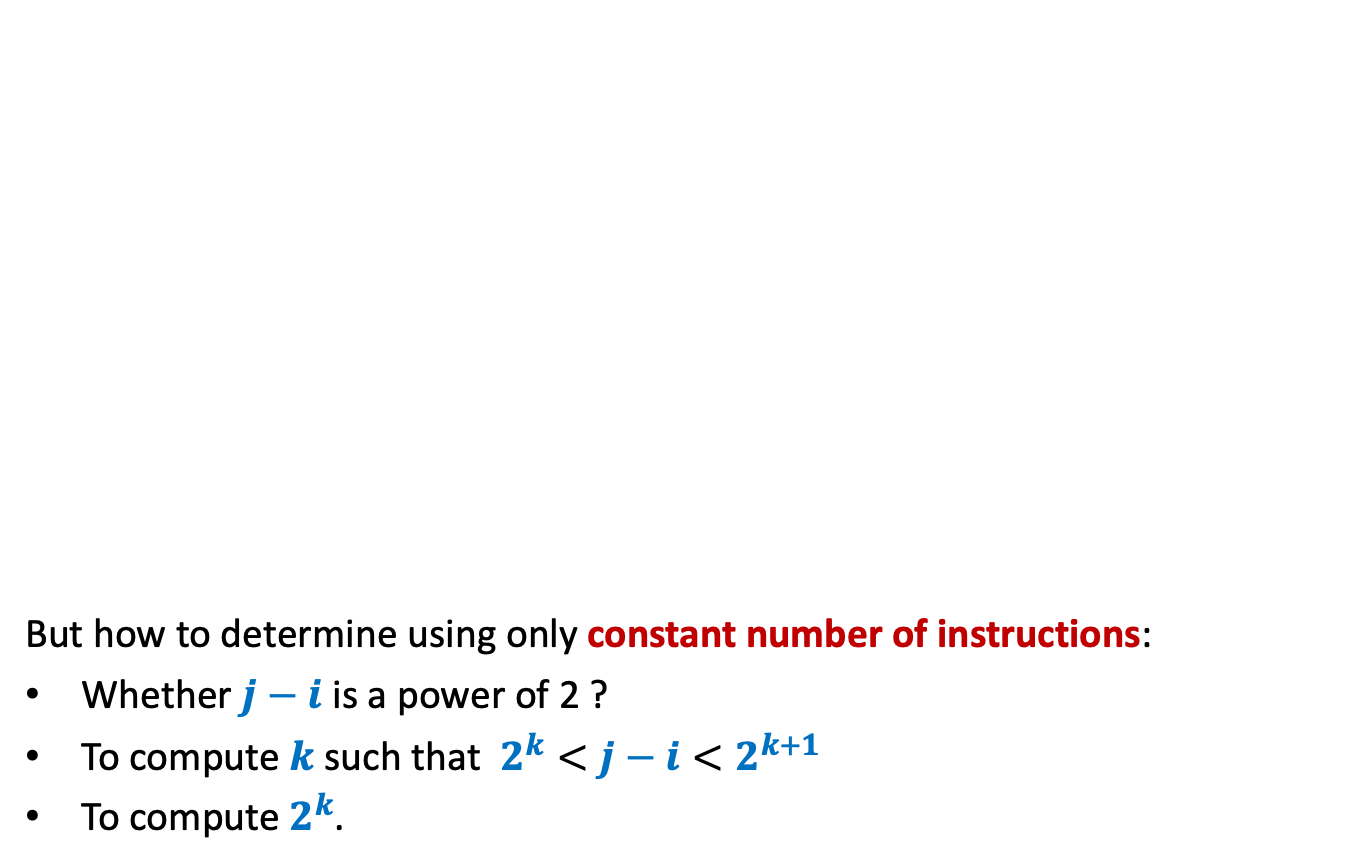 But how to determine using only constant number of instructions:
• Whether j − i is a power of 2 ?
• To compute k such that 2^k < j − i < 2^{k+1}
• To compute 2^k.